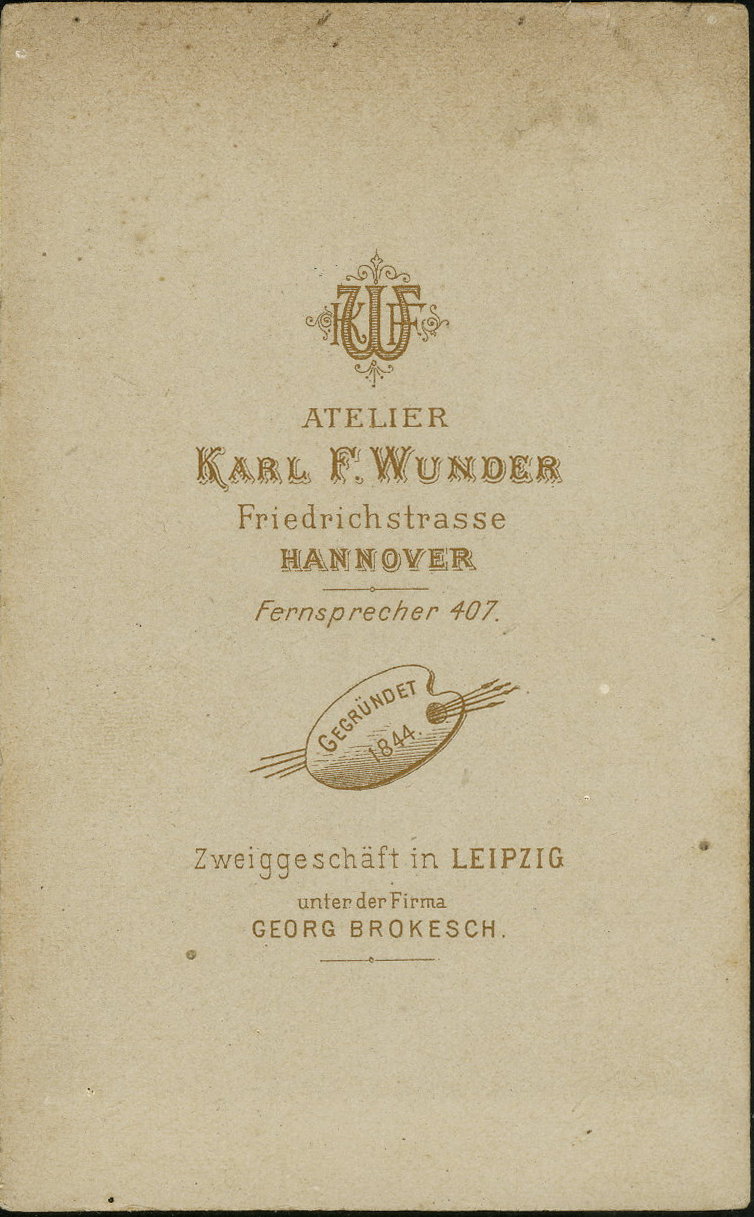 KWF
ATELIER
KARL F. WUNDER
Friedrichstrasse
HANNOVER
Fernsprecher 407.
GEGRÜNDET
1844.
Zweiggeschäft in LEIPZIG
unter der Firma
GEORG BROKESCH.